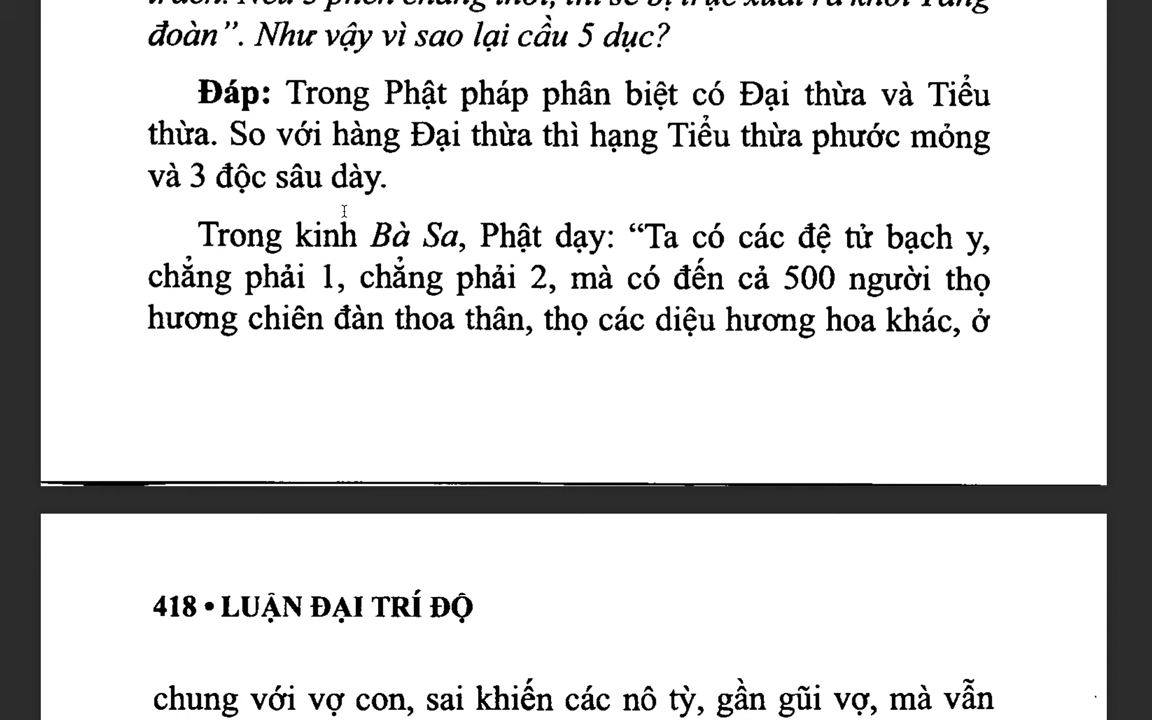 đoàn”. Như vậy vì sao lại cầu 5 dục?
Đáp: Trong Phật pháp phân biệt có Đại thừa và Tiểu
thừa. So với hàng Đại thừa thì hạng Tiểu thừa phước mỏng
và 3 độc sâu dày.
Trong kinh Bà Sa, Phật dạy: “Ta có các đệ tử bạch y,
chẳng phải 1, chẳng phải 2, mà có đến cả 500 người thọ
hương chiên đàn thoa thân, thọ các diệu hương hoa khác, ở
418 • LUẬN ĐẠI TRÍ ĐỘ
chung với vợ con, sai khiến các nô tỳ, gần gũi vợ, mà vẫn